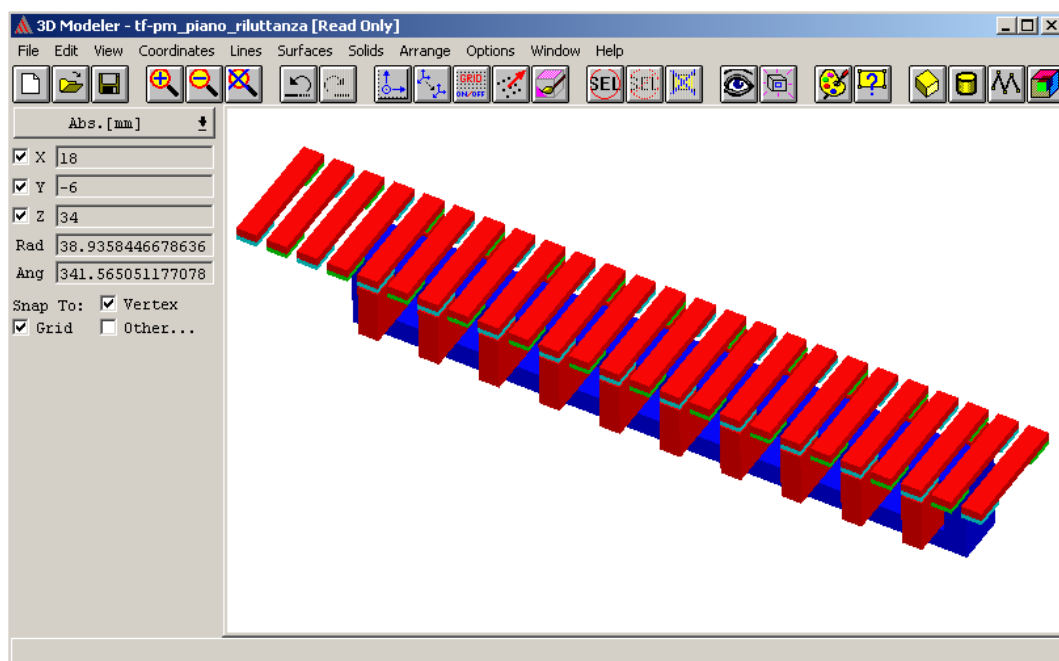 3D Modeler - tf-pm_piano_riluttanza [Read Only]
File Edit View Coordinates Lines Surfaces Solids Arrange Options Window Help
GRID
ON/OFF
SEL
SEL
?
Abs.[mm]
X 18
Y -6
Z 34
Rad 38.9358446678636
Ang 341.565051177078
Snap To: Vertex
Grid Other...